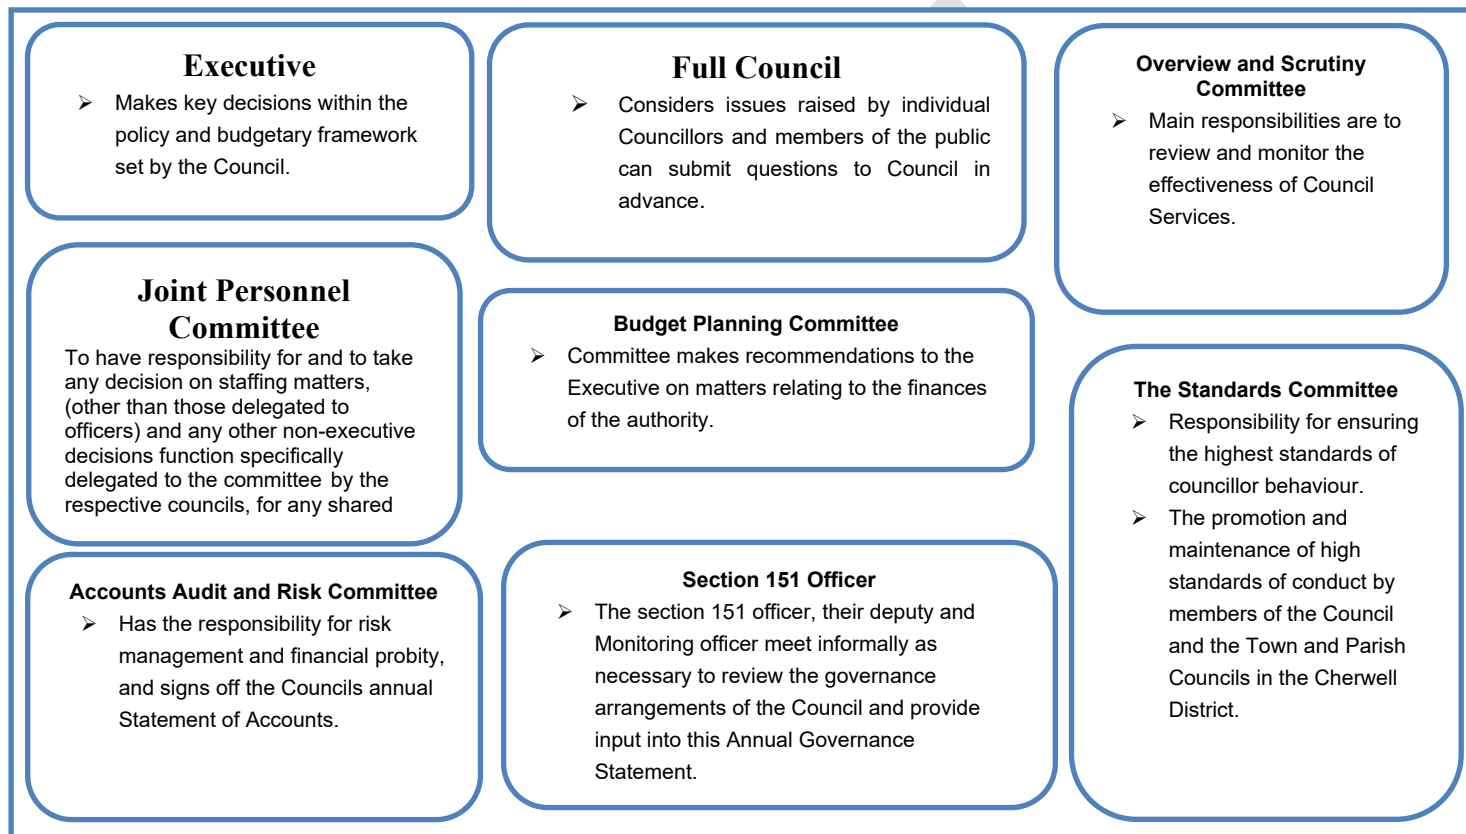 Executive
➢ Makes key decisions within the
policy and budgetary framework
set by the Council.
Full Council
➢ Considers issues raised by individual
Councillors and members of the public
can submit questions to Council in
advance.
Overview and Scrutiny
Committee
➢ Main responsibilities are to
review and monitor the
effectiveness of Council
Services.
Joint Personnel
Committee
To have responsibility for and to take
any decision on staffing matters,
(other than those delegated to
officers) and any other non-executive
decisions function specifically
delegated to the committee by the
respective councils, for any shared
Budget Planning Committee
➢ Committee makes recommendations to the
Executive on matters relating to the finances
of the authority.
The Standards Committee
➢ Responsibility for ensuring
the highest standards of
councillor behaviour.
➢ The promotion and
maintenance of high
standards of conduct by
members of the Council
and the Town and Parish
Councils in the Cherwell
District.
Accounts Audit and Risk Committee
➢ Has the responsibility for risk
management and financial probity,
and signs off the Councils annual
Statement of Accounts.
Section 151 Officer
➢ The section 151 officer, their deputy and
Monitoring officer meet informally as
necessary to review the governance
arrangements of the Council and provide
input into this Annual Governance
Statement.